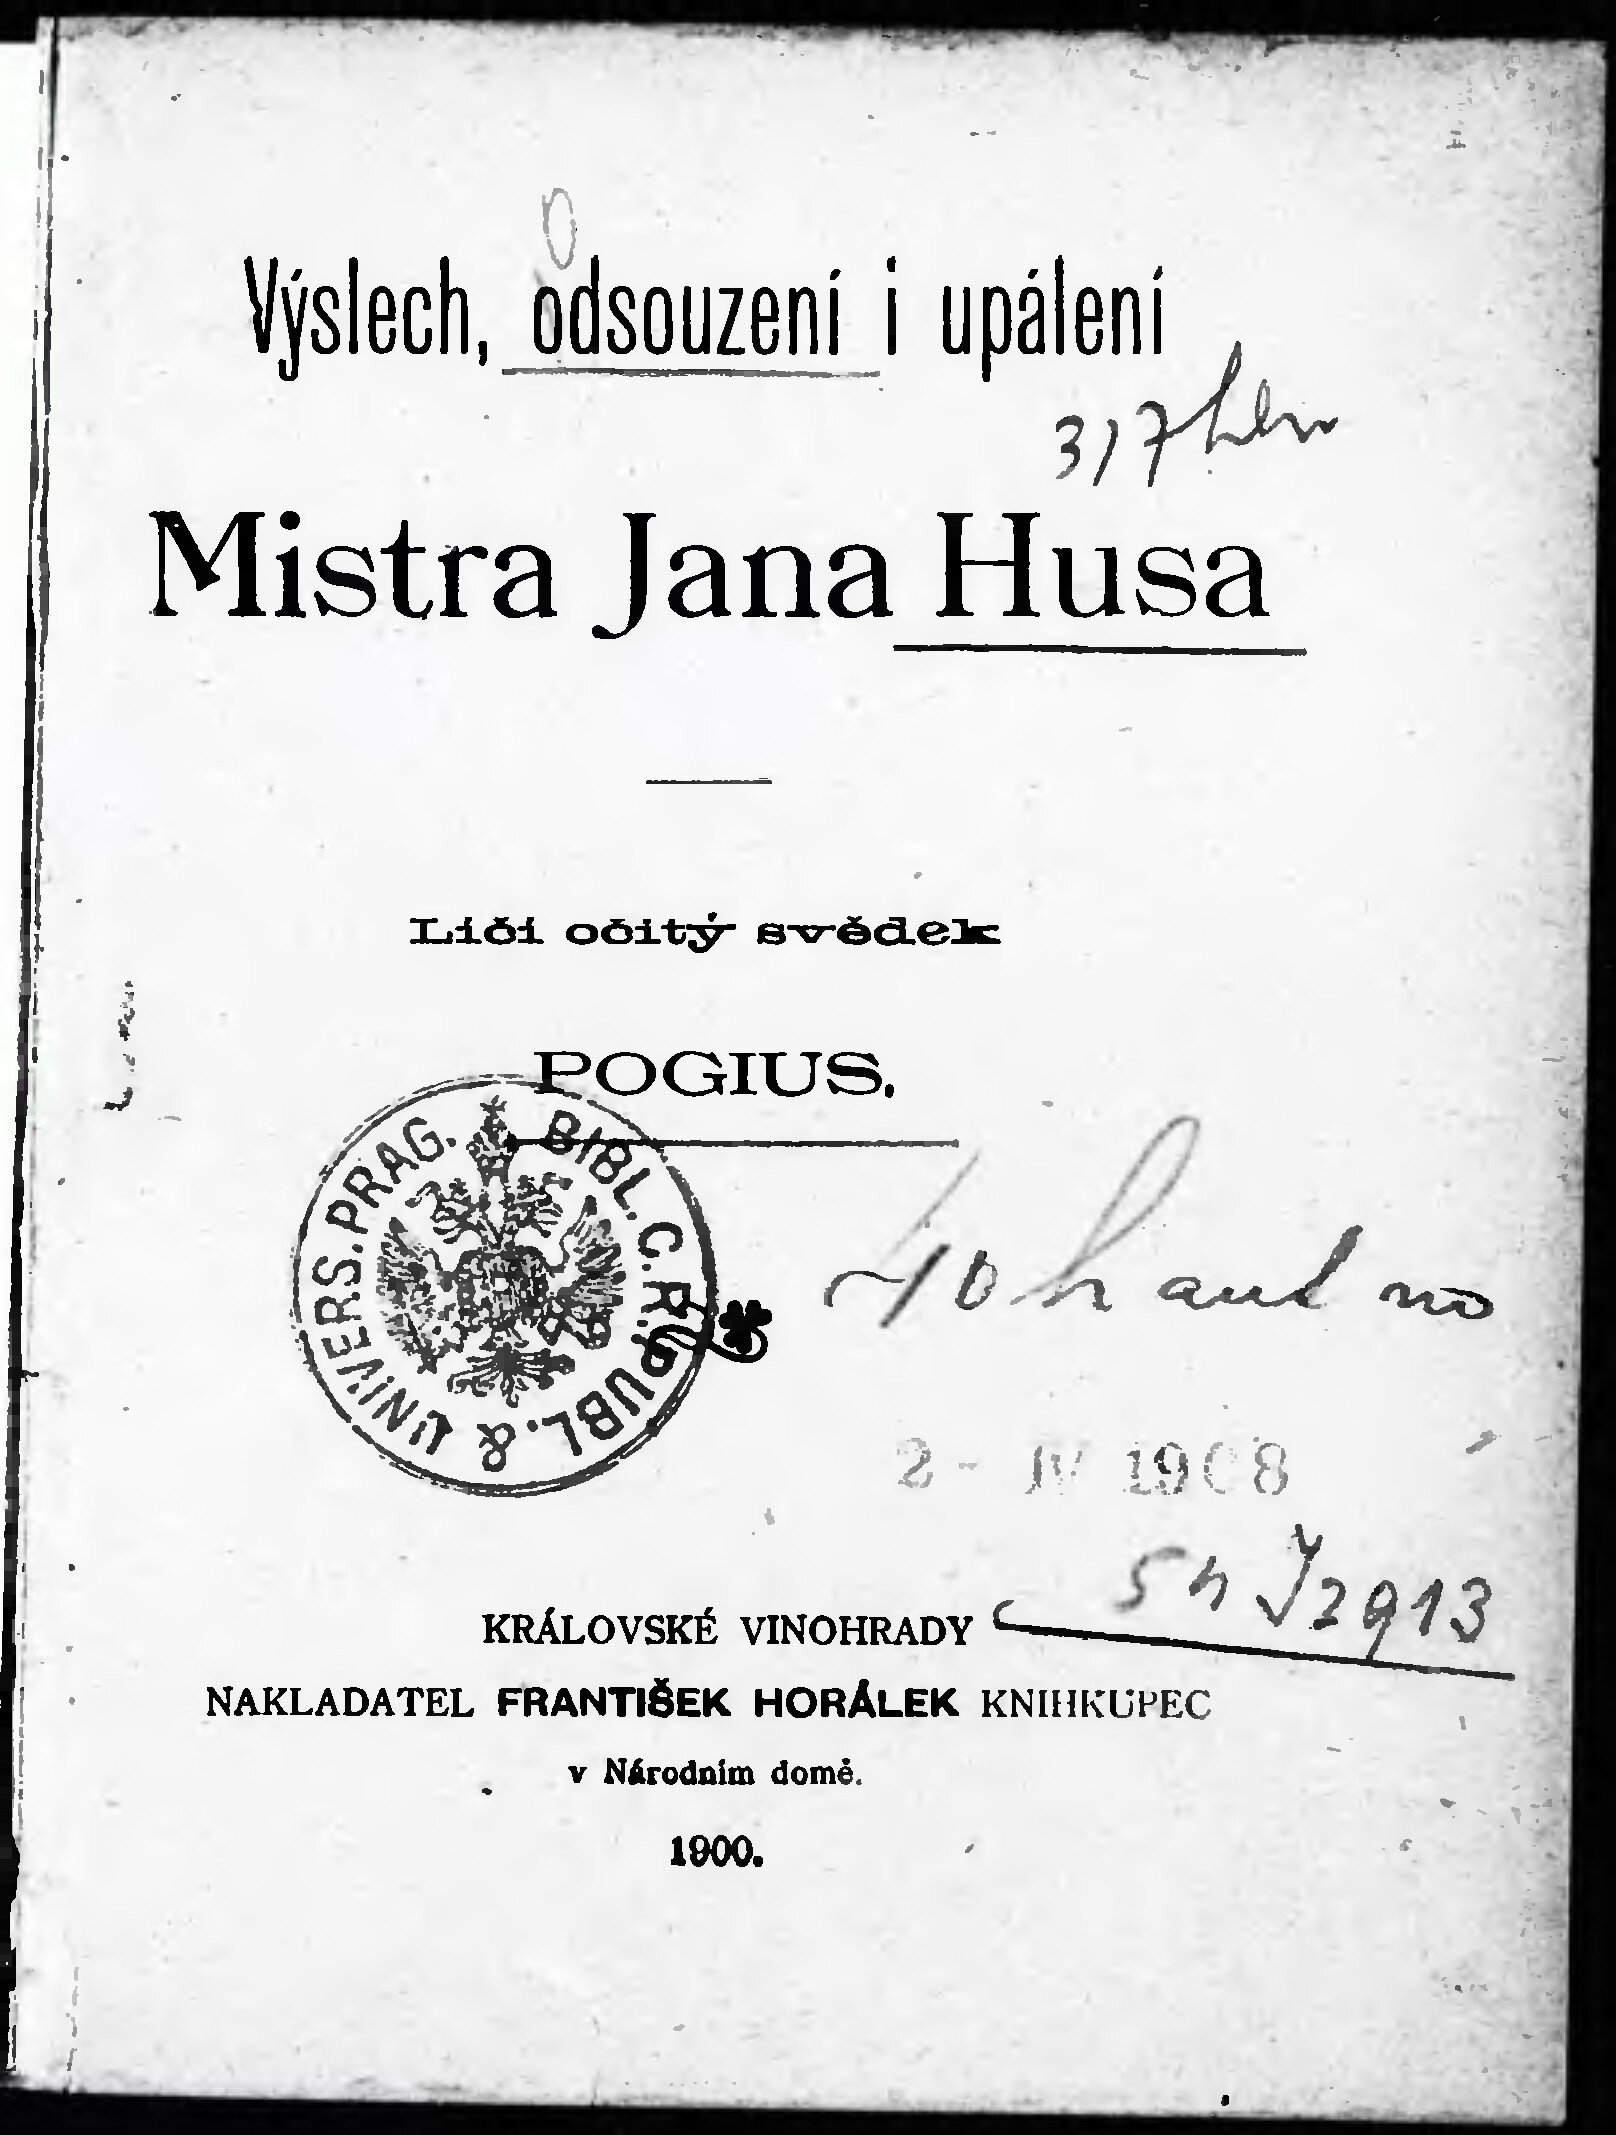 Výslech, odsouzení i upálení
Mistra Jana Husa
Líčí očitý svědek
POGIUS.
UNIVERS. PRAG. BIBL. C. R. PUBL. &
2 - IV 1908
54 J 2913
KRÁLOVSKÉ VINOHRADY
NAKLADATEL FRANTIŠEK HORÁLEK KNIHKUPEC
v Národním domě.
1900.